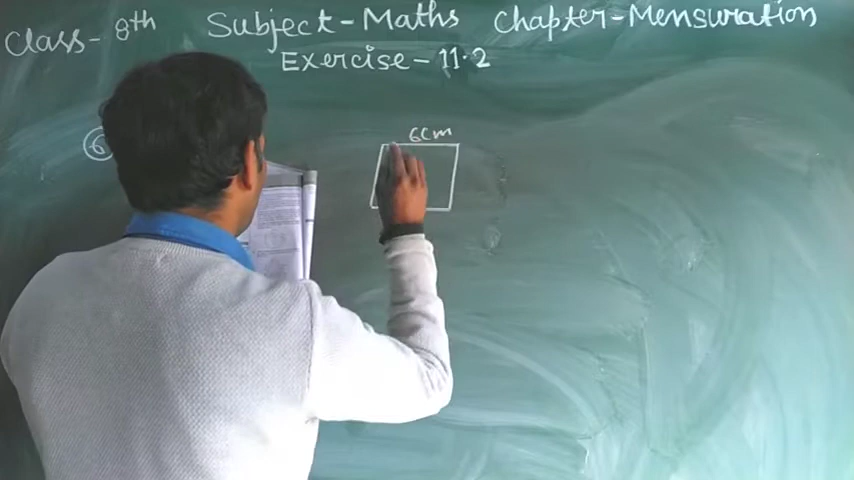 Class - 8th Subject - Maths Chapter - Mensuration
Exercise - 11.2
6
6cm